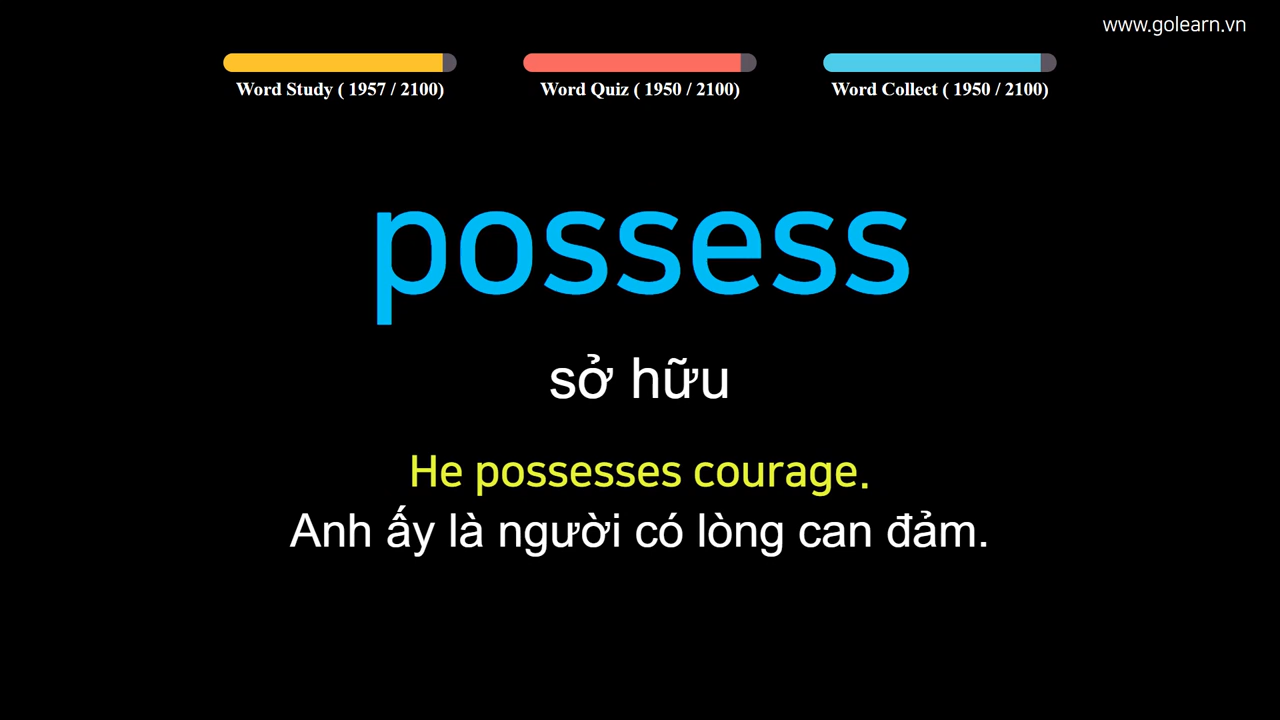 www.golearn.vn
Word Study ( 1957 / 2100)
Word Quiz ( 1950 / 2100)
Word Collect ( 1950 / 2100)
possess
sở hữu
He possesses courage.
Anh ấy là người có lòng can đảm.